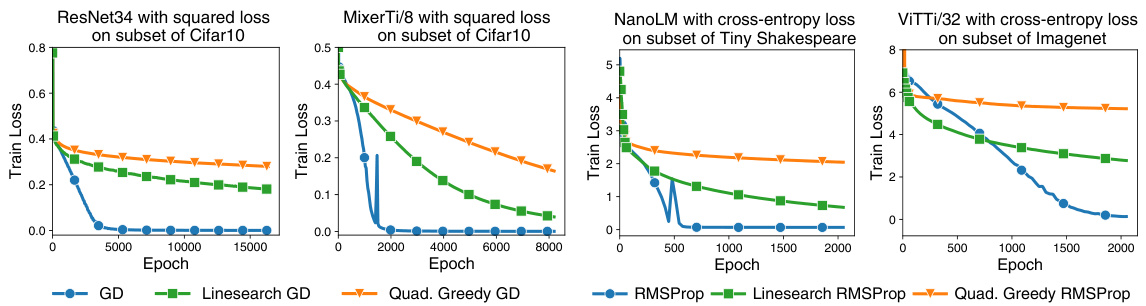 ResNet34 with squared loss
on subset of Cifar10
Train Loss
0.8
0.6
0.4
0.2
0.0
0 5000 10000 15000
Epoch
MixerTi/8 with squared loss
on subset of Cifar10
Train Loss
0.5
0.4
0.3
0.2
0.1
0.0
0 2000 4000 6000 8000
Epoch
NanoLM with cross-entropy loss
on subset of Tiny Shakespeare
Train Loss
5
4
3
2
1
0
0 500 1000 1500 2000
Epoch
ViTTi/32 with cross-entropy loss
on subset of Imagenet
Train Loss
8
6
4
2
0
0 500 1000 1500 2000
Epoch
GD Linesearch GD Quad. Greedy GD
RMSProp Linesearch RMSProp Quad. Greedy RMSProp